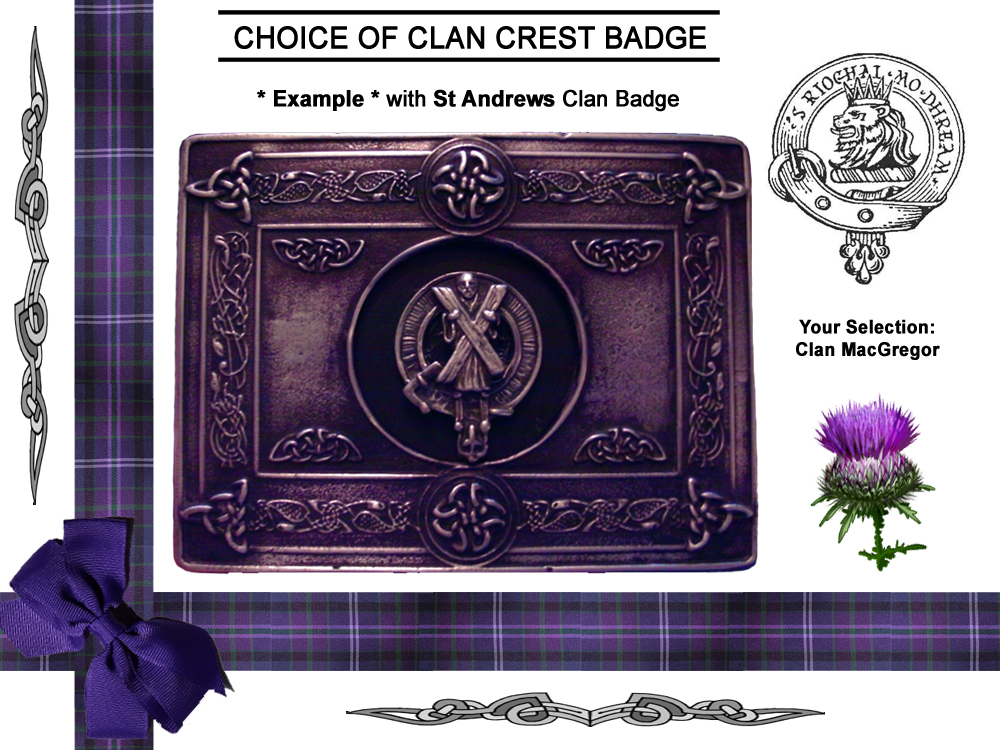 CHOICE OF CLAN CREST BADGE
* Example * with St Andrews Clan Badge
'S RIOGHAL · MO · DHREAM ·
Your Selection:
Clan MacGregor